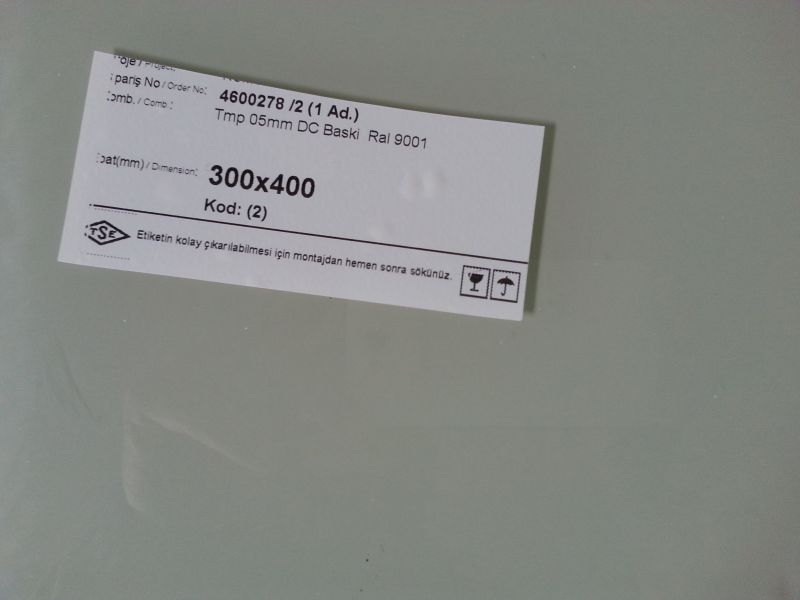 Proje / Project:
Sipariş No / Order No: 4600278 /2 (1 Ad.)
Comb. / Comb.: Tmp 05mm DC Baski Ral 9001
Ebat(mm) / Dimension: 300x400
Kod: (2)
TSE Etiketin kolay çıkarılabilmesi için montajdan hemen sonra sökünüz.